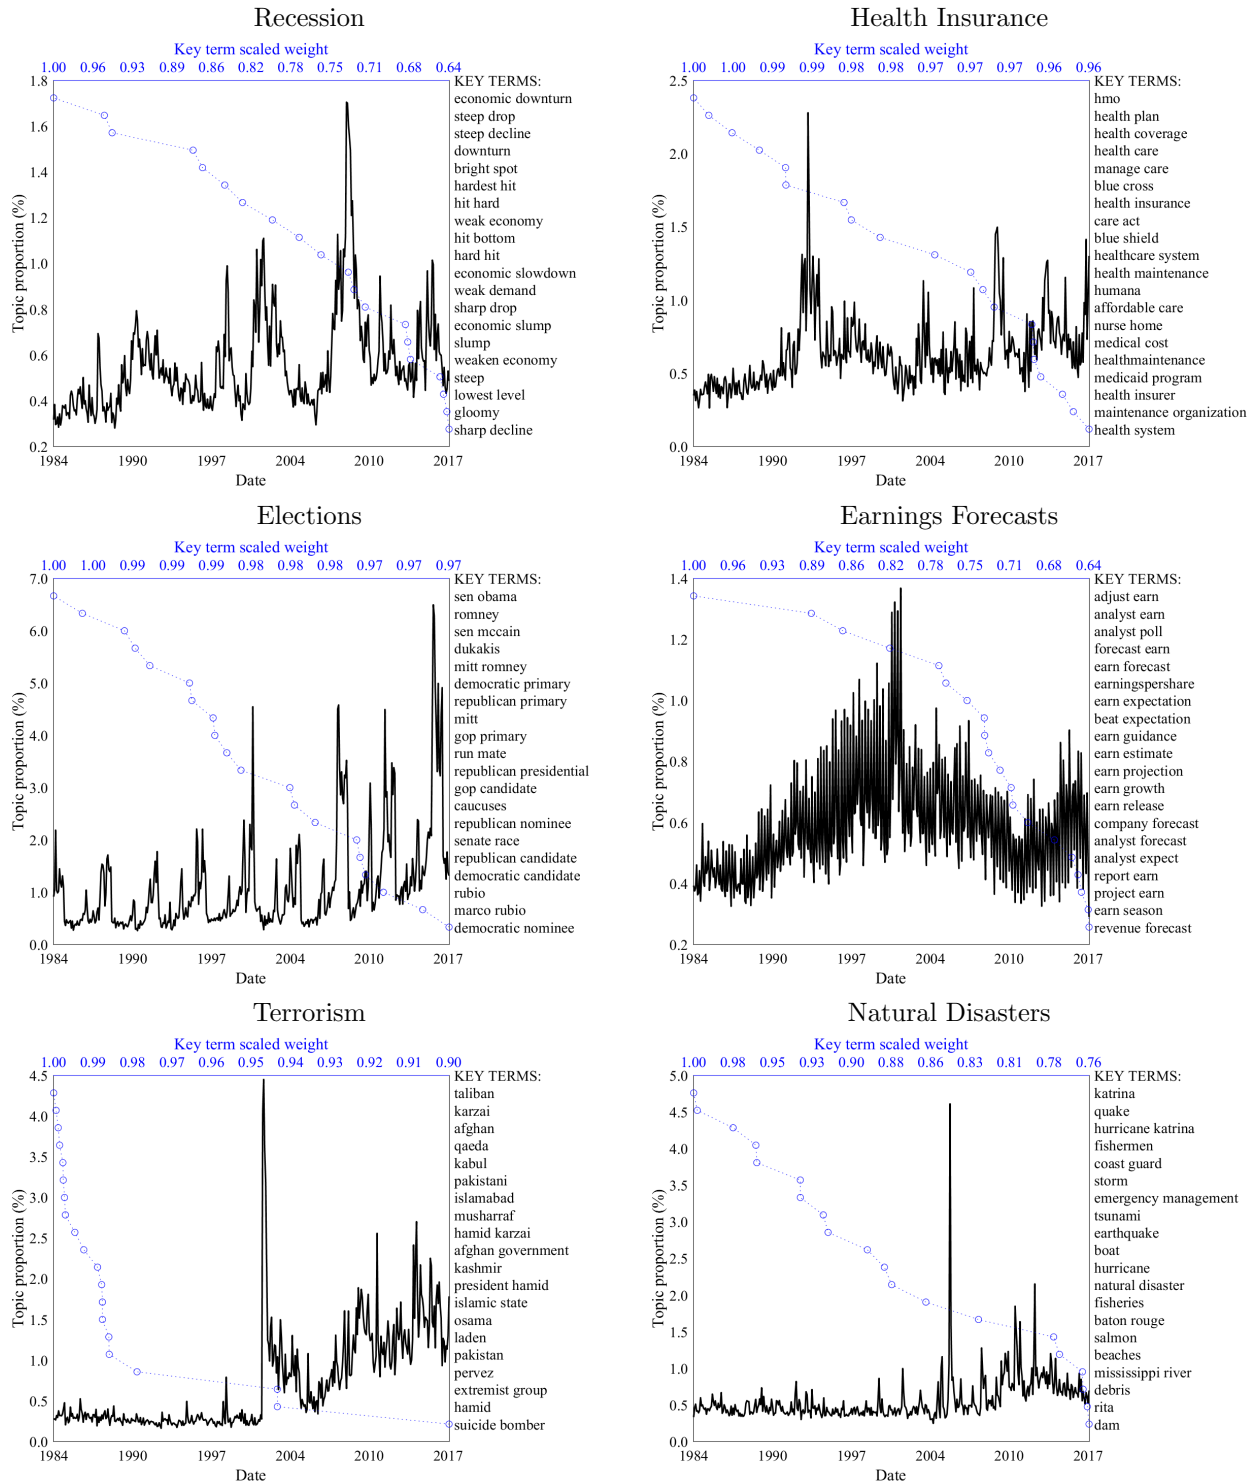 Recession
Key term scaled weight
1.00 0.96 0.93 0.89 0.86 0.82 0.78 0.75 0.71 0.68 0.64
Topic proportion (%)
1.8
1.6
1.4
1.2
1.0
0.8
0.6
0.4
0.2
KEY TERMS:
economic downturn
steep drop
steep decline
downturn
bright spot
hardest hit
hit hard
weak economy
hit bottom
hard hit
economic slowdown
weak demand
sharp drop
economic slump
slump
weaken economy
steep
lowest level
gloomy
sharp decline
1984 1990 1997 2004 2010 2017
Date
Health Insurance
Key term scaled weight
1.00 1.00 0.99 0.99 0.98 0.98 0.97 0.97 0.97 0.96 0.96
Topic proportion (%)
2.5
2.0
1.5
1.0
0.5
0.0
KEY TERMS:
hmo
health plan
health coverage
health care
manage care
blue cross
health insurance
care act
blue shield
healthcare system
health maintenance
humana
affordable care
nurse home
medical cost
healthmaintenance
medicaid program
health insurer
maintenance organization
health system
1984 1990 1997 2004 2010 2017
Date
Elections
Key term scaled weight
1.00 1.00 0.99 0.99 0.99 0.98 0.98 0.98 0.97 0.97 0.97
Topic proportion (%)
7.0
6.0
5.0
4.0
3.0
2.0
1.0
0.0
KEY TERMS:
sen obama
romney
sen mccain
dukakis
mitt romney
democratic primary
republican primary
mitt
gop primary
run mate
republican presidential
gop candidate
caucuses
republican nominee
senate race
republican candidate
democratic candidate
rubio
marco rubio
democratic nominee
1984 1990 1997 2004 2010 2017
Date
Earnings Forecasts
Key term scaled weight
1.00 0.96 0.93 0.89 0.86 0.82 0.78 0.75 0.71 0.68 0.64
Topic proportion (%)
1.4
1.2
1.0
0.8
0.6
0.4
0.2
KEY TERMS:
adjust earn
analyst earn
analyst poll
forecast earn
earn forecast
earningspershare
earn expectation
beat expectation
earn guidance
earn estimate
earn projection
earn growth
earn release
company forecast
analyst forecast
analyst expect
report earn
project earn
earn season
revenue forecast
1984 1990 1997 2004 2010 2017
Date
Terrorism
Key term scaled weight
1.00 0.99 0.98 0.97 0.96 0.95 0.94 0.93 0.92 0.91 0.90
Topic proportion (%)
4.5
4.0
3.5
3.0
2.5
2.0
1.5
1.0
0.5
0.0
KEY TERMS:
taliban
karzai
afghan
qaeda
kabul
pakistani
islamabad
musharraf
hamid karzai
afghan government
kashmir
president hamid
islamic state
osama
laden
pakistan
pervez
extremist group
hamid
suicide bomber
1984 1990 1997 2004 2010 2017
Date
Natural Disasters
Key term scaled weight
1.00 0.98 0.95 0.93 0.90 0.88 0.86 0.83 0.81 0.78 0.76
Topic proportion (%)
5.0
4.5
4.0
3.5
3.0
2.5
2.0
1.5
1.0
0.5
0.0
KEY TERMS:
katrina
quake
hurricane katrina
fishermen
coast guard
storm
emergency management
tsunami
earthquake
boat
hurricane
natural disaster
fisheries
baton rouge
salmon
beaches
mississippi river
debris
rita
dam
1984 1990 1997 2004 2010 2017
Date